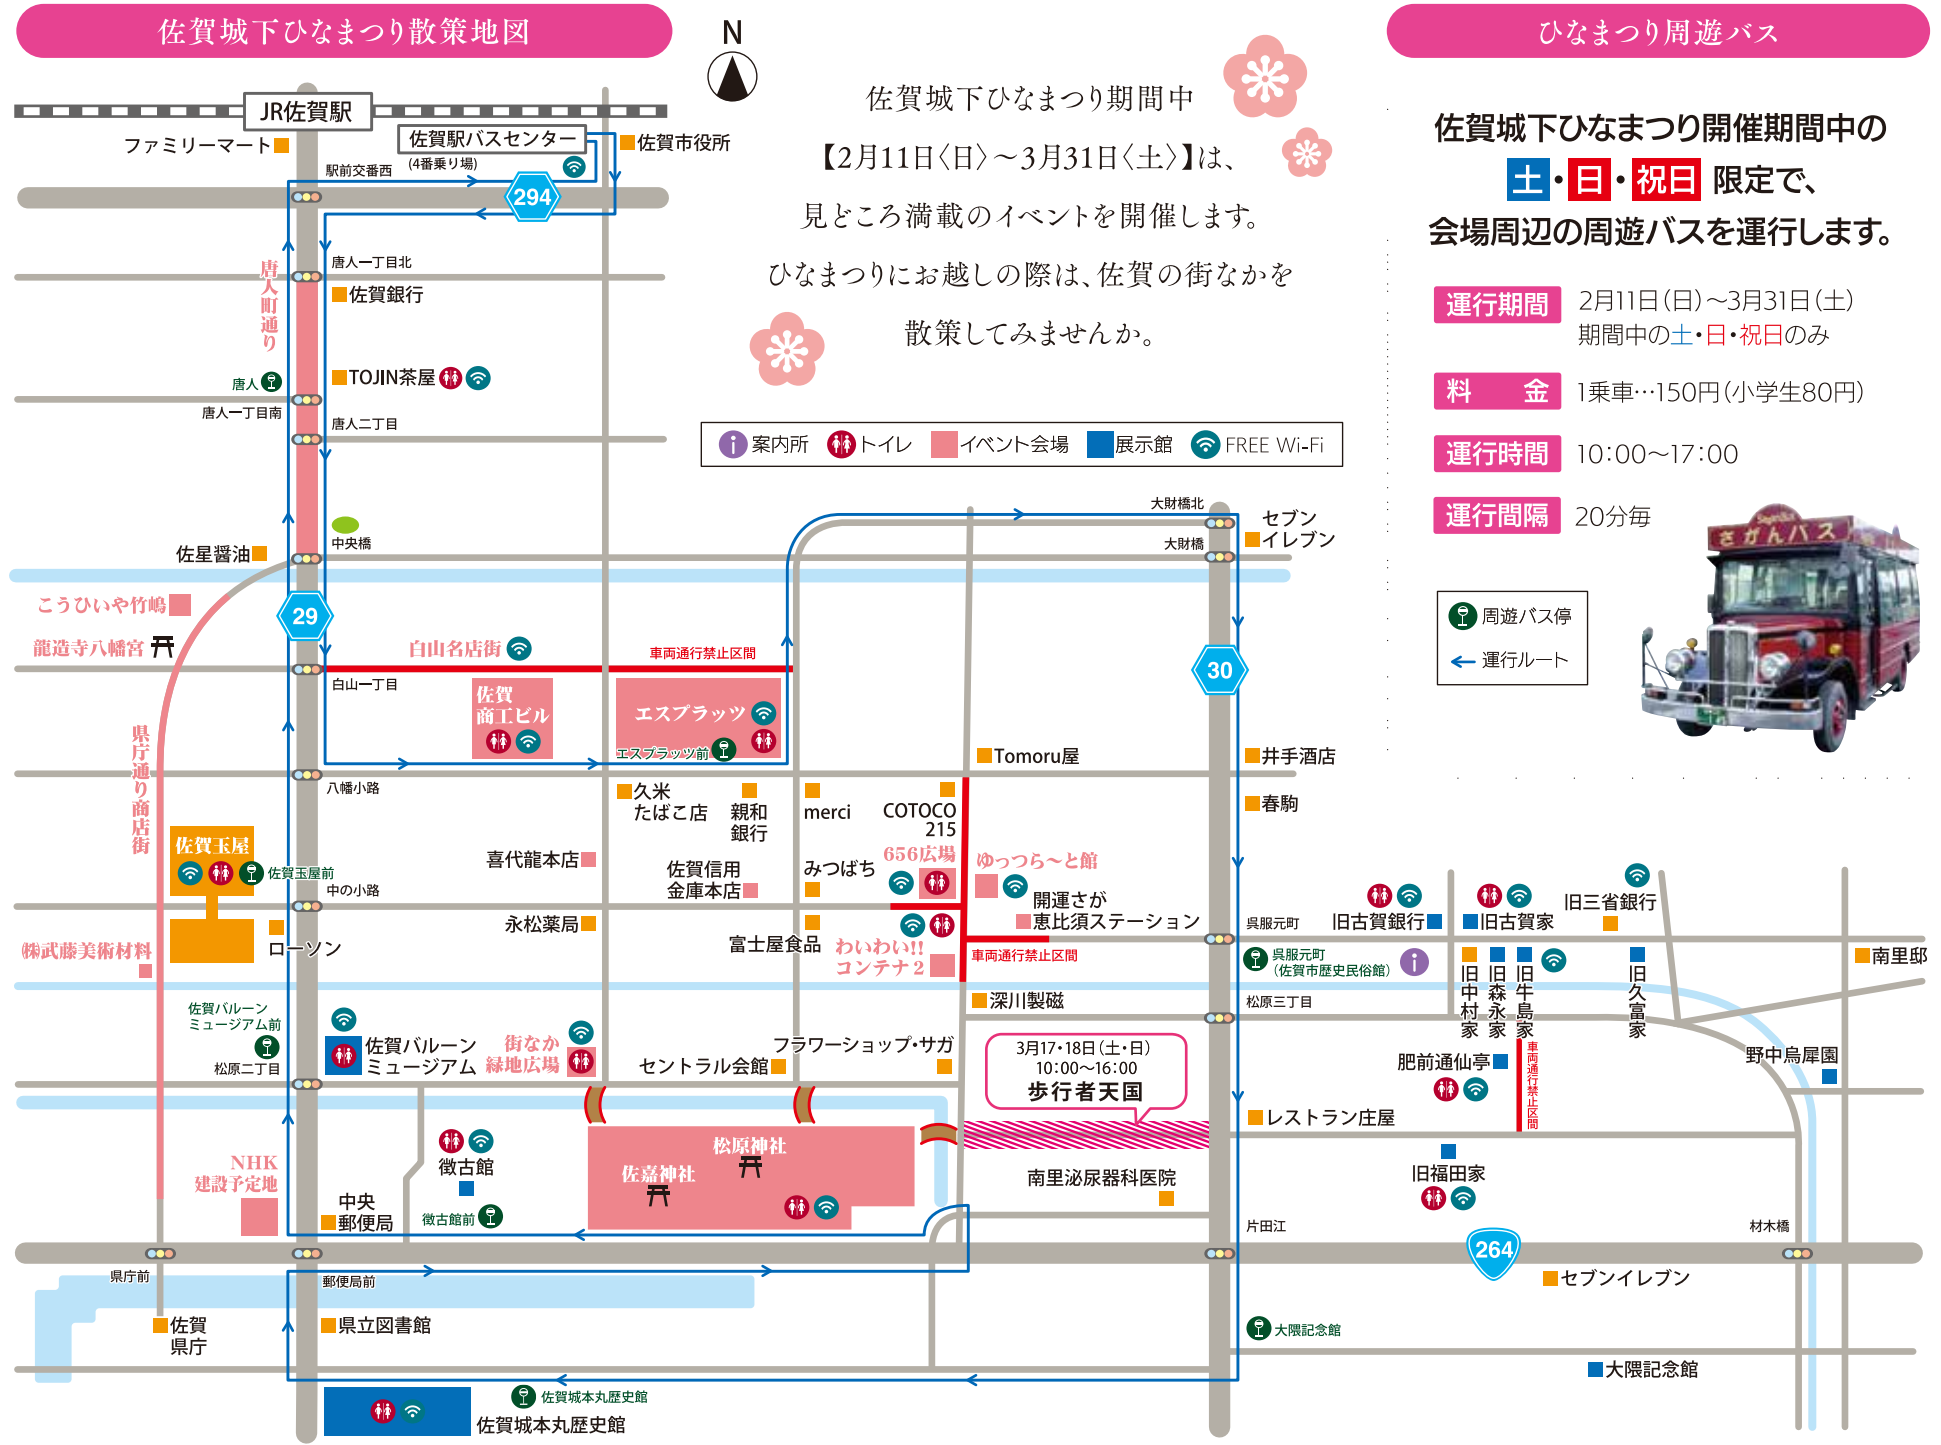 佐賀城下ひなまつり散策地図
N
佐賀城下ひなまつり期間中
【2月11日〈日〉〜3月31日〈土〉】は、
見どころ満載のイベントを開催します。
ひなまつりにお越しの際は、佐賀の街なかを
散策してみませんか。
案内所 トイレ イベント会場 展示館 FREE Wi-Fi
ひなまつり周遊バス
佐賀城下ひなまつり開催期間中の
土・日・祝日 限定で、
会場周辺の周遊バスを運行します。
運行期間 2月11日(日)〜3月31日(土)
期間中の土・日・祝日のみ
料 金 1乗車…150円(小学生80円)
運行時間 10:00〜17:00
運行間隔 20分毎
さがんバス
周遊バス停
運行ルート
JR佐賀駅
ファミリーマート
佐賀駅バスセンター
(4番乗り場)
佐賀市役所
駅前交番西
294
唐人一丁目北
唐人町通り
佐賀銀行
唐人
TOJIN茶屋
唐人一丁目南
唐人二丁目
中央橋
佐星醤油
大財橋北
大財橋
セブン
イレブン
こうひいや竹嶋
29
龍造寺八幡宮
白山名店街
車両通行禁止区間
30
白山一丁目
佐賀
商工ビル
エスプラッツ
エスプラッツ前
県庁通り商店街
Tomoru屋
井手酒店
八幡小路
久米
たばこ店
親和
銀行
merci
COTOCO
215
春駒
佐賀玉屋
佐賀玉屋前
中の小路
喜代龍本店
佐賀信用
金庫本店
みつばち
656広場
ゆっつら〜と館
開運さが
恵比須ステーション
永松薬局
富士屋食品
わいわい!!
コンテナ2
車両通行禁止区間
ローソン
㈱武藤美術材料
呉服元町
旧古賀銀行
旧古賀家
旧三省銀行
呉服元町
(佐賀市歴史民俗館)
旧中村家
旧森永家
旧牛島家
旧久富家
南里邸
深川製磁
松原三丁目
佐賀バルーン
ミュージアム前
松原二丁目
佐賀バルーン
ミュージアム
街なか
緑地広場
セントラル会館
フラワーショップ・サガ
3月17・18日(土・日)
10:00〜16:00
歩行者天国
肥前通仙亭
車両通行禁止区間
野中烏犀園
レストラン庄屋
徴古館
松原神社
佐嘉神社
NHK
建設予定地
中央
郵便局
徴古館前
南里泌尿器科医院
旧福田家
片田江
材木橋
264
県庁前
郵便局前
セブンイレブン
佐賀
県庁
県立図書館
大隈記念館
大隈記念館
佐賀城本丸歴史館
佐賀城本丸歴史館